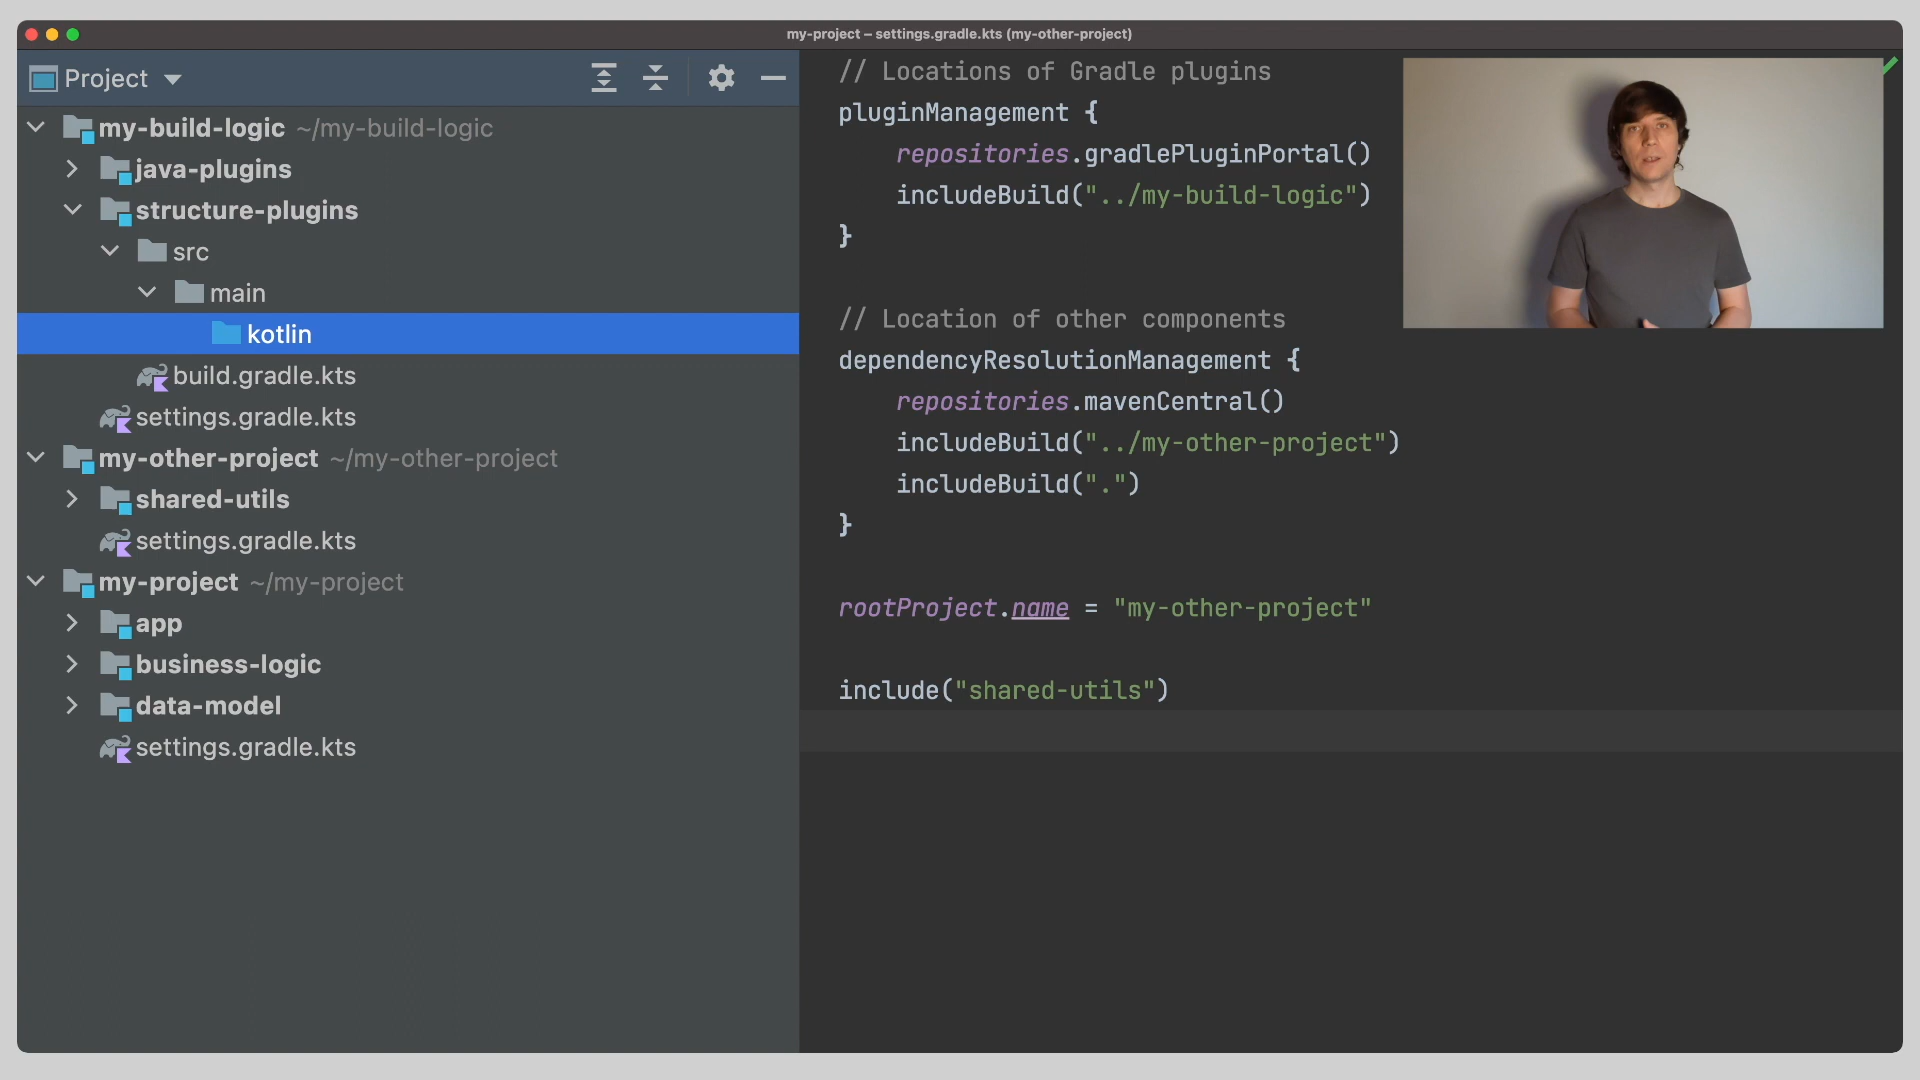 my-project – settings.gradle.kts (my-other-project)
Project
my-build-logic ~/my-build-logic
java-plugins
structure-plugins
src
main
kotlin
build.gradle.kts
settings.gradle.kts
my-other-project ~/my-other-project
shared-utils
settings.gradle.kts
my-project ~/my-project
app
business-logic
data-model
settings.gradle.kts
// Locations of Gradle plugins
pluginManagement {
    repositories.gradlePluginPortal()
    includeBuild("../my-build-logic")
}
// Location of other components
dependencyResolutionManagement {
    repositories.mavenCentral()
    includeBuild("../my-other-project")
    includeBuild(".")
}
rootProject.name = "my-other-project"
include("shared-utils")